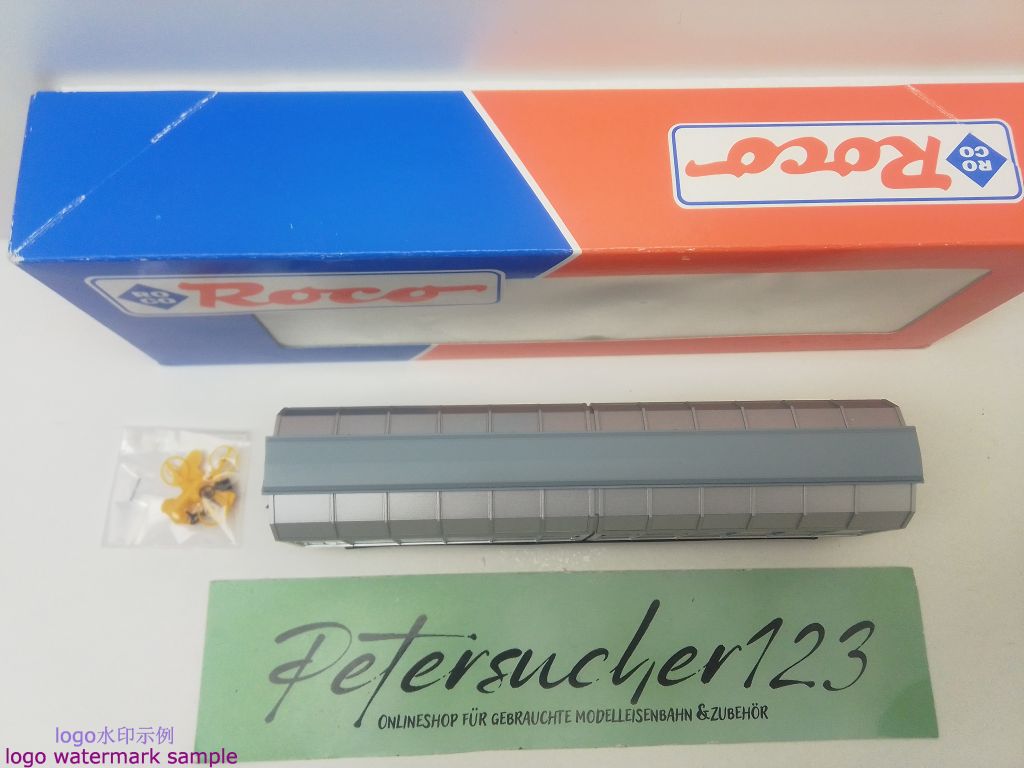 RO
CO
Roco
RO
CO
Roco
Petersucher123
ONLINESHOP FÜR GEBRAUCHTE MODELLEISENBAHN & ZUBEHÖR
logo水印示例
logo watermark sample